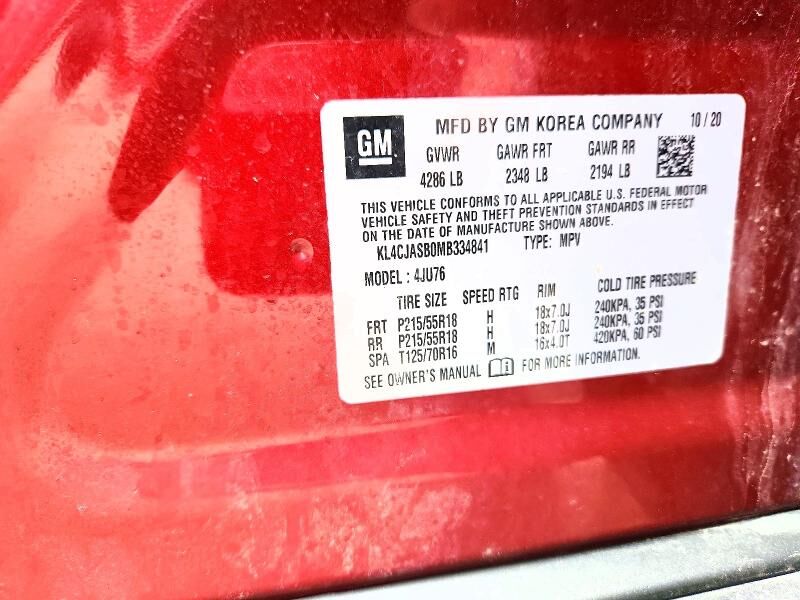 GM MFD BY GM KOREA COMPANY 10/20
GVWR GAWR FRT GAWR RR
4286 LB 2348 LB 2194 LB
THIS VEHICLE CONFORMS TO ALL APPLICABLE U.S. FEDERAL MOTOR
VEHICLE SAFETY AND THEFT PREVENTION STANDARDS IN EFFECT
ON THE DATE OF MANUFACTURE SHOWN ABOVE.
KL4CJASB0MB334841 TYPE: MPV
MODEL : 4JU76
TIRE SIZE SPEED RTG RIM COLD TIRE PRESSURE
FRT P215/55R18 H 18x7.0J 240KPA, 35 PSI
RR P215/55R18 H 18x7.0J 240KPA, 35 PSI
SPA T125/70R16 M 16x4.0T 420KPA, 60 PSI
SEE OWNER'S MANUAL i FOR MORE INFORMATION.